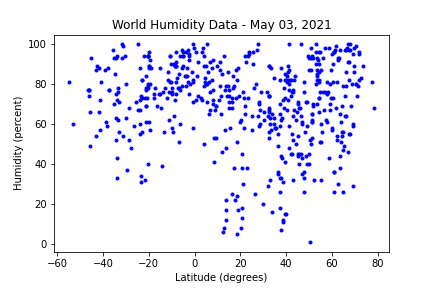 World Humidity Data - May 03, 2021
100
80
60
40
20
0
Humidity (percent)
−60 −40 −20 0 20 40 60 80
Latitude (degrees)